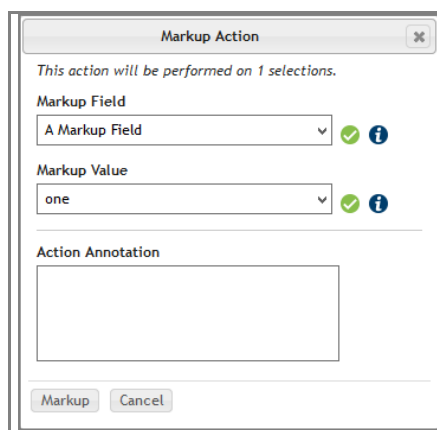 Markup Action
This action will be performed on 1 selections.
Markup Field
A Markup Field
Markup Value
one
Action Annotation
Markup Cancel